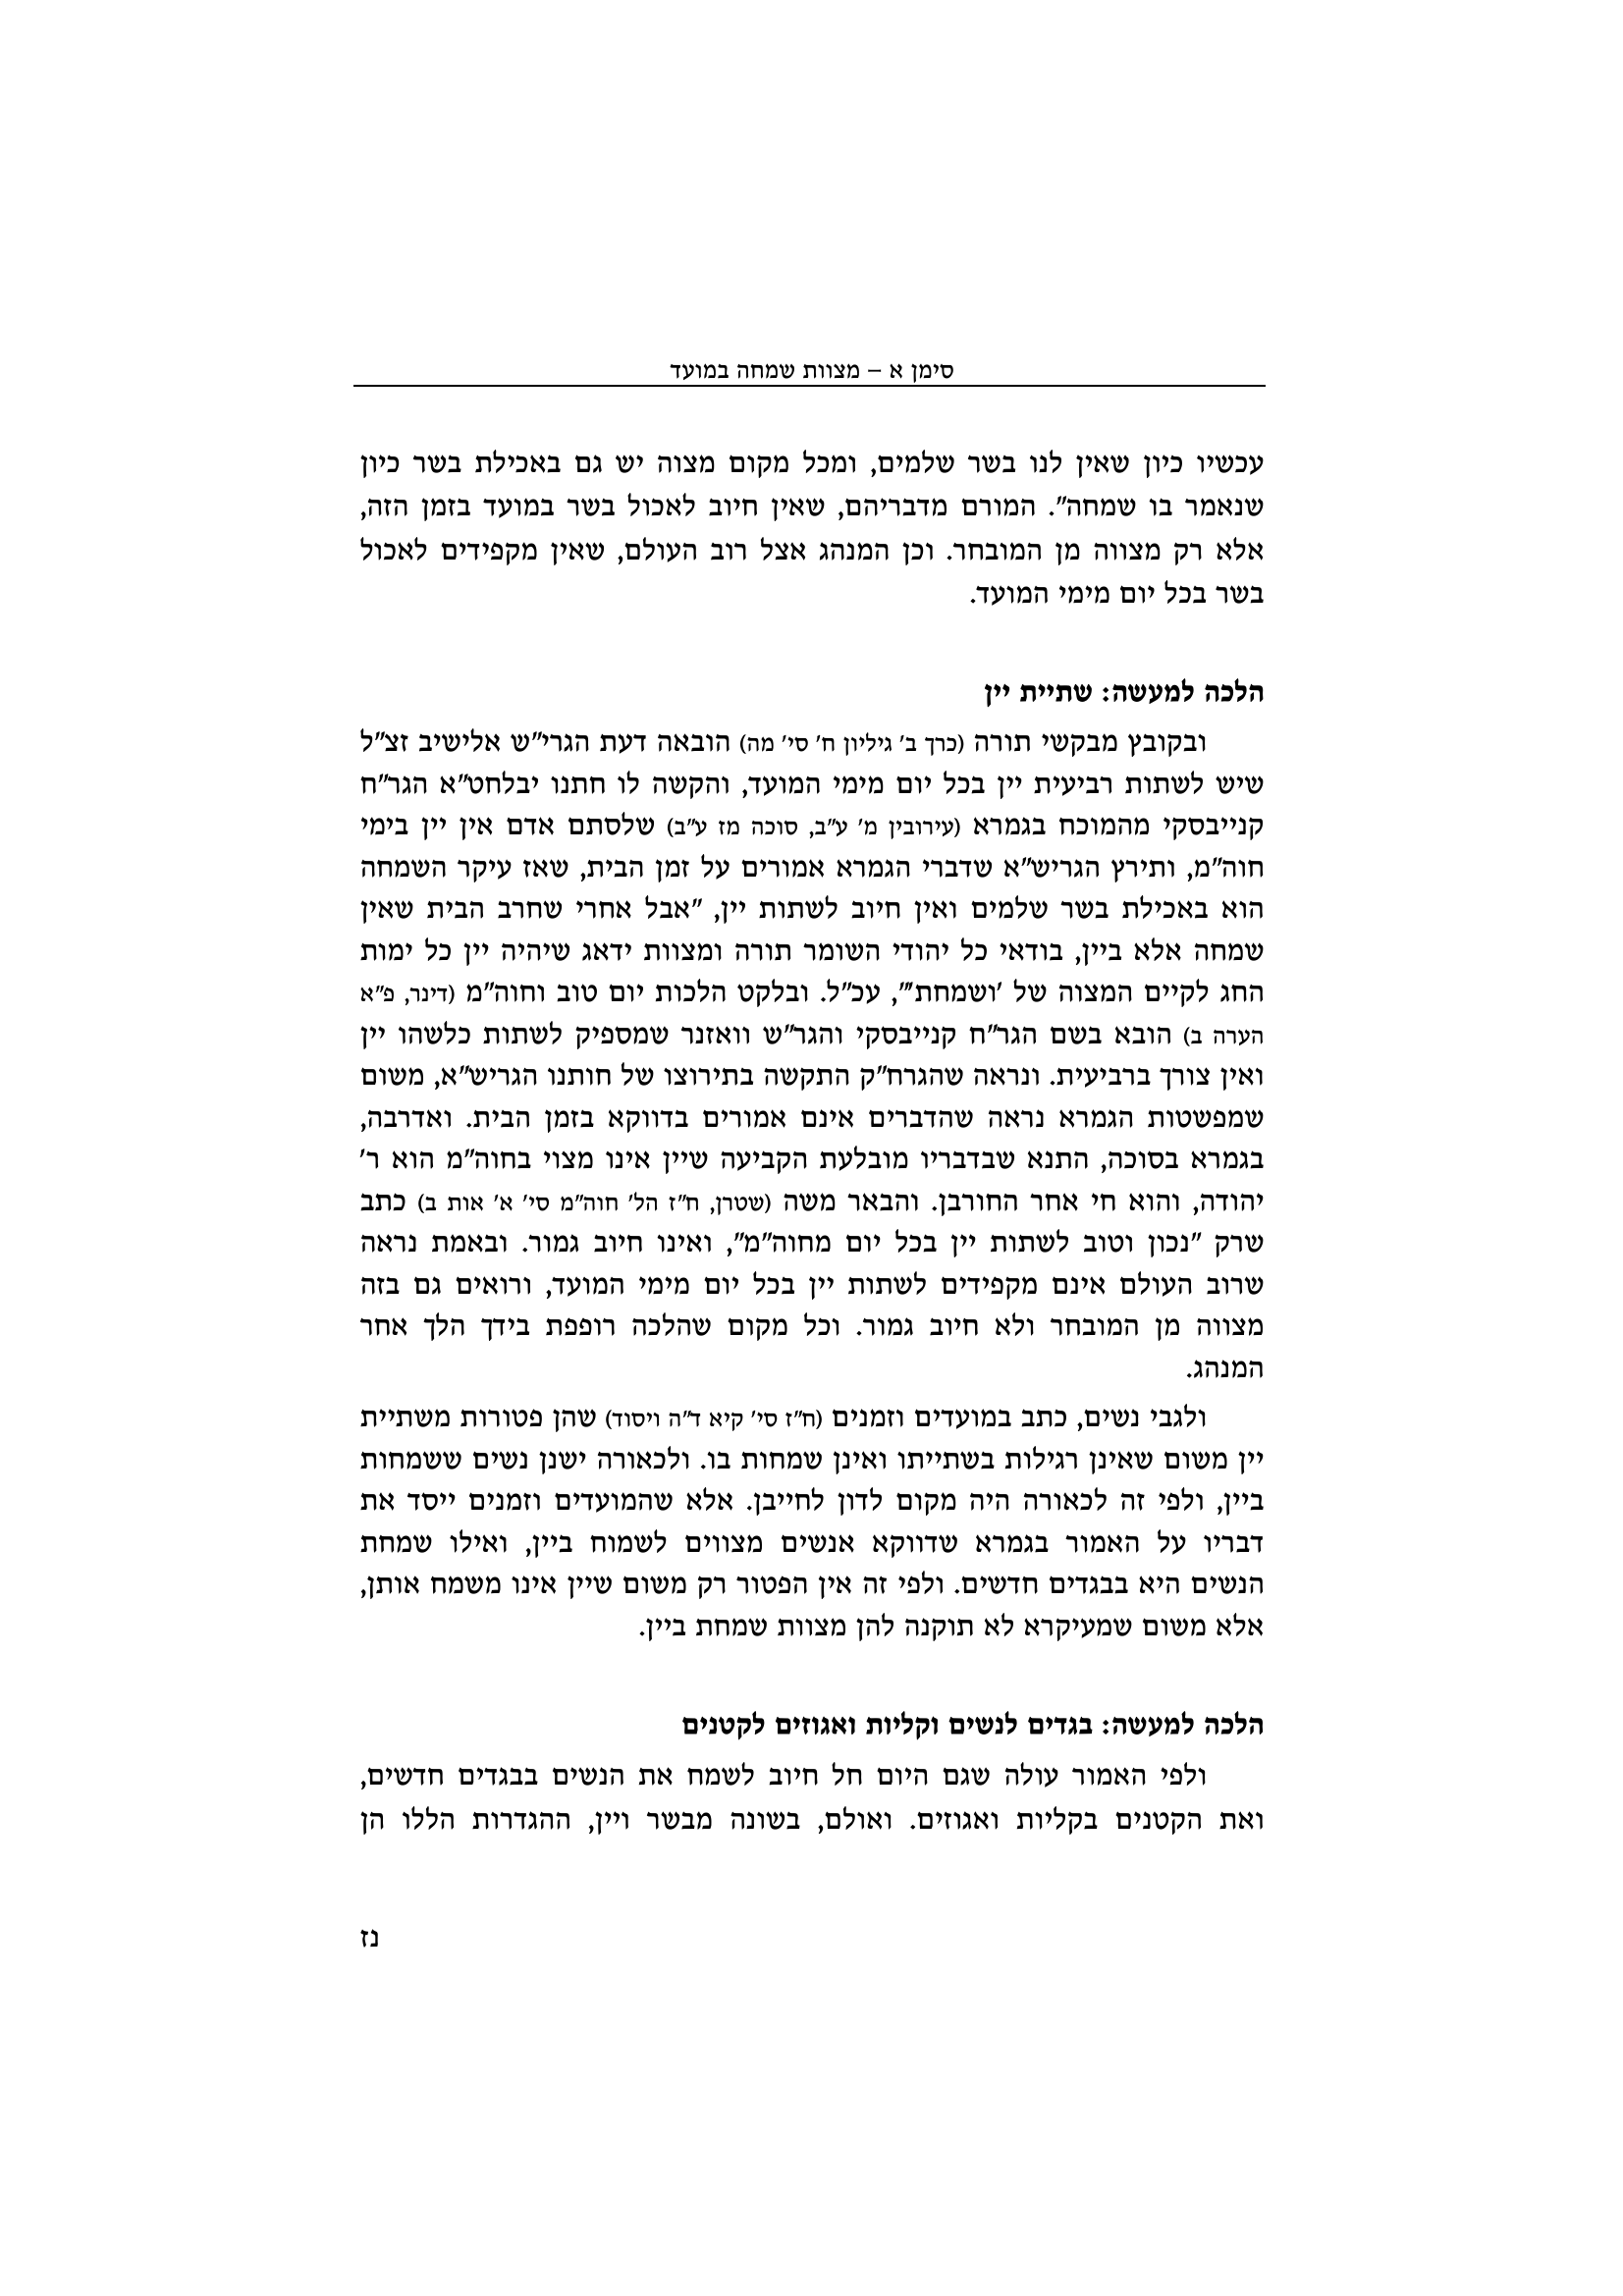 סימן א – מצוות שמחה במועד
עכשיו כיון שאין לנו בשר שלמים, ומכל מקום מצוה יש גם באכילת בשר כיון
שנאמר בו שמחה". המורם מדבריהם, שאין חיוב לאכול בשר במועד בזמן הזה,
אלא רק מצווה מן המובחר. וכן המנהג אצל רוב העולם, שאין מקפידים לאכול
בשר בכל יום מימי המועד.
הלכה למעשה: שתיית יין
ובקובץ מבקשי תורה (כרך ב' גיליון ח' סי' מה) הובאה דעת הגרי"ש אלישיב זצ"ל
שיש לשתות רביעית יין בכל יום מימי המועד, והקשה לו חתנו יבלחט"א הגר"ח
קנייבסקי מהמוכח בגמרא (עירובין מ' ע"ב, סוכה מז ע"ב) שלסתם אדם אין יין בימי
חוה"מ, ותירץ הגריש"א שדברי הגמרא אמורים על זמן הבית, שאז עיקר השמחה
הוא באכילת בשר שלמים ואין חיוב לשתות יין, "אבל אחרי שחרב הבית שאין
שמחה אלא ביין, בודאי כל יהודי השומר תורה ומצוות ידאג שיהיה יין כל ימות
החג לקיים המצוה של 'ושמחת'", עכ"ל. ובלקט הלכות יום טוב וחוה"מ (דינר, פ"א
הערה ב) הובא בשם הגר"ח קנייבסקי והגר"ש וואזנר שמספיק לשתות כלשהו יין
ואין צורך ברביעית. ונראה שהגרח"ק התקשה בתירוצו של חותנו הגריש"א, משום
שמפשטות הגמרא נראה שהדברים אינם אמורים בדווקא בזמן הבית. ואדרבה,
בגמרא בסוכה, התנא שבדבריו מובלעת הקביעה שיין אינו מצוי בחוה"מ הוא ר'
יהודה, והוא חי אחר החורבן. והבאר משה (שטרן, ח"ז הל' חוה"מ סי' א' אות ב) כתב
שרק "נכון וטוב לשתות יין בכל יום מחוה"מ", ואינו חיוב גמור. ובאמת נראה
שרוב העולם אינם מקפידים לשתות יין בכל יום מימי המועד, ורואים גם בזה
מצווה מן המובחר ולא חיוב גמור. וכל מקום שהלכה רופפת בידך הלך אחר
המנהג.
ולגבי נשים, כתב במועדים וזמנים (ח"ז סי' קיא ד"ה ויסוד) שהן פטורות משתיית
יין משום שאינן רגילות בשתייתו ואינן שמחות בו. ולכאורה ישנן נשים ששמחות
ביין, ולפי זה לכאורה היה מקום לדון לחייבן. אלא שהמועדים וזמנים ייסד את
דבריו על האמור בגמרא שדווקא אנשים מצווים לשמוח ביין, ואילו שמחת
הנשים היא בבגדים חדשים. ולפי זה אין הפטור רק משום שיין אינו משמח אותן,
אלא משום שמעיקרא לא תוקנה להן מצוות שמחת ביין.
הלכה למעשה: בגדים לנשים וקליות ואגוזים לקטנים
ולפי האמור עולה שגם היום חל חיוב לשמח את הנשים בבגדים חדשים,
ואת הקטנים בקליות ואגוזים. ואולם, בשונה מבשר ויין, ההגדרות הללו הן
נז